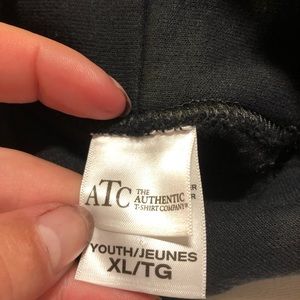 ATC THE
AUTHENTIC
T-SHIRT COMPANY®
YOUTH/JEUNES
XL/TG